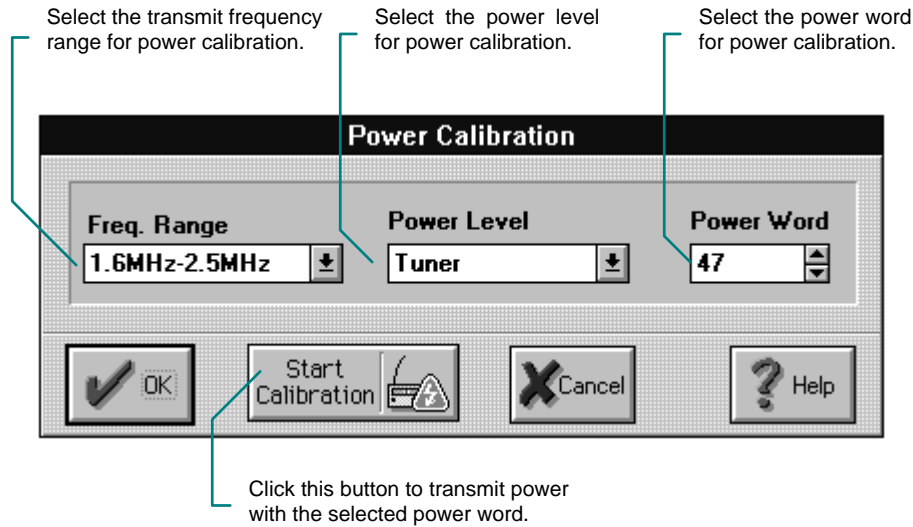 Select the transmit frequency
range for power calibration.
Select the power level
for power calibration.
Select the power word
for power calibration.
Power Calibration
Freq. Range
Power Level
Power Word
1.6MHz-2.5MHz
Tuner
47
OK
Start
Calibration
Cancel
Help
Click this button to transmit power
with the selected power word.